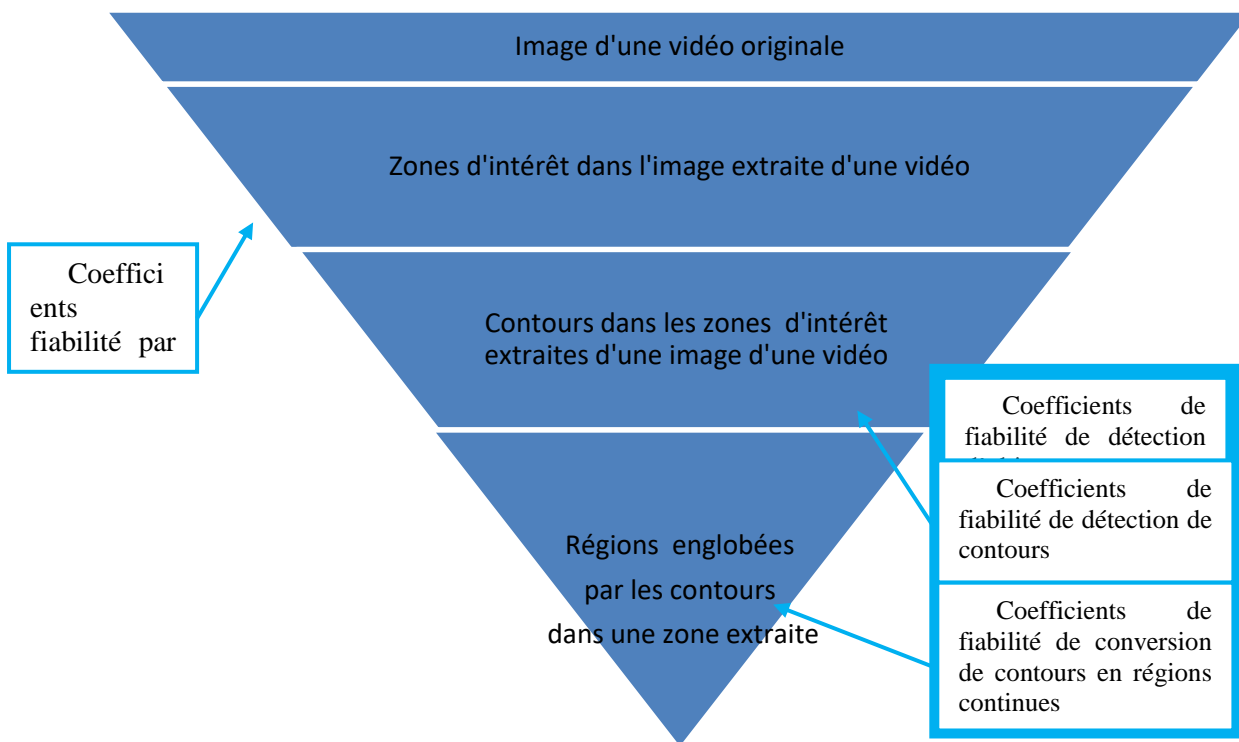 Image d'une vidéo originale
Zones d'intérêt dans l'image extraite d'une vidéo
Coeffici
ents
fiabilité par
Contours dans les zones d'intérêt
extraites d'une image d'une vidéo
Coefficients de
fiabilité de détection
Coefficients de
fiabilité de détection de
contours
Régions englobées
par les contours
dans une zone extraite
Coefficients de
fiabilité de conversion
de contours en régions
continues